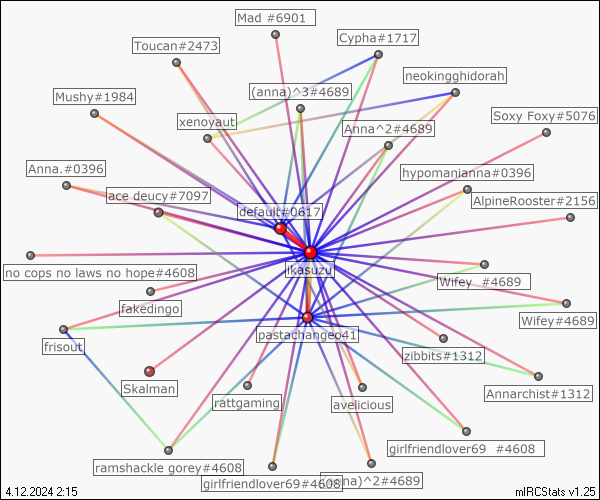 Mad #6901
Cypha#1717
Toucan#2473
neokingghidorah
(anna)^3#4689
Mushy#1984
Soxy Foxy#5076
xenoyaut
Anna^2#4689
Anna.#0396
hypomanianna#0396
ace deucy#7097
AlpineRooster#2156
default#0617
ikasuzu
no cops no laws no hope#4608
Wifey  #4689
fakedingo
Wifey#4689
pastachangeo41
frisout
zibbits#1312
Skalman
Annarchist#1312
rattgaming
avelicious
girlfriendlover69  #4608
ramshackle gorey#4608
girlfriendlover69#4608
)^2#4689
4.12.2024 2:15
mIRCStats v1.25